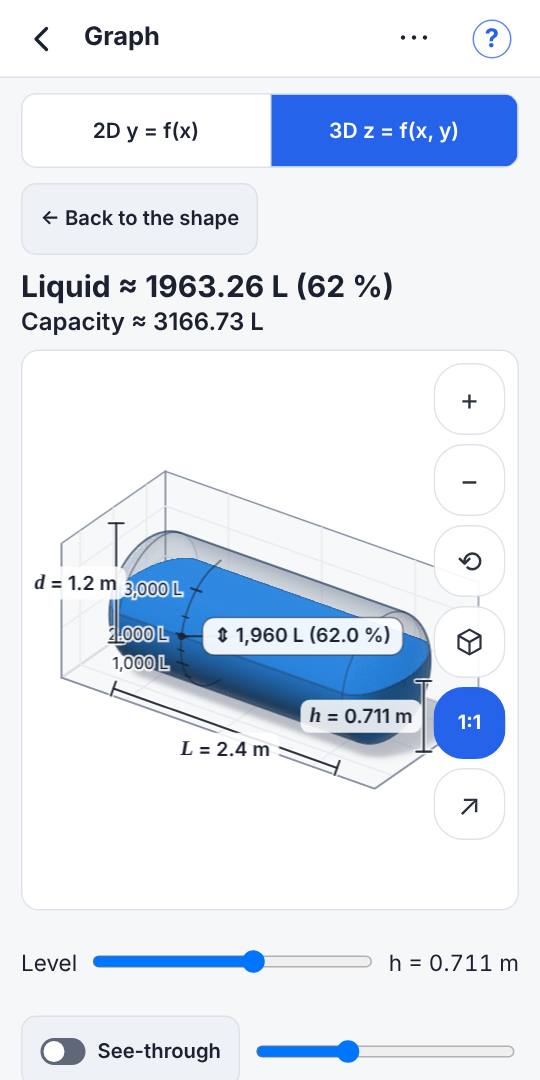 Graph
?
2D y = f(x)
3D z = f(x, y)
← Back to the shape
Liquid ≈ 1963.26 L (62 %)
Capacity ≈ 3166.73 L
+
−
d = 1.2 m
3,000 L
2,000 L
⇕ 1,960 L (62.0 %)
1,000 L
h = 0.711 m
1:1
L = 2.4 m
Level
h = 0.711 m
See-through